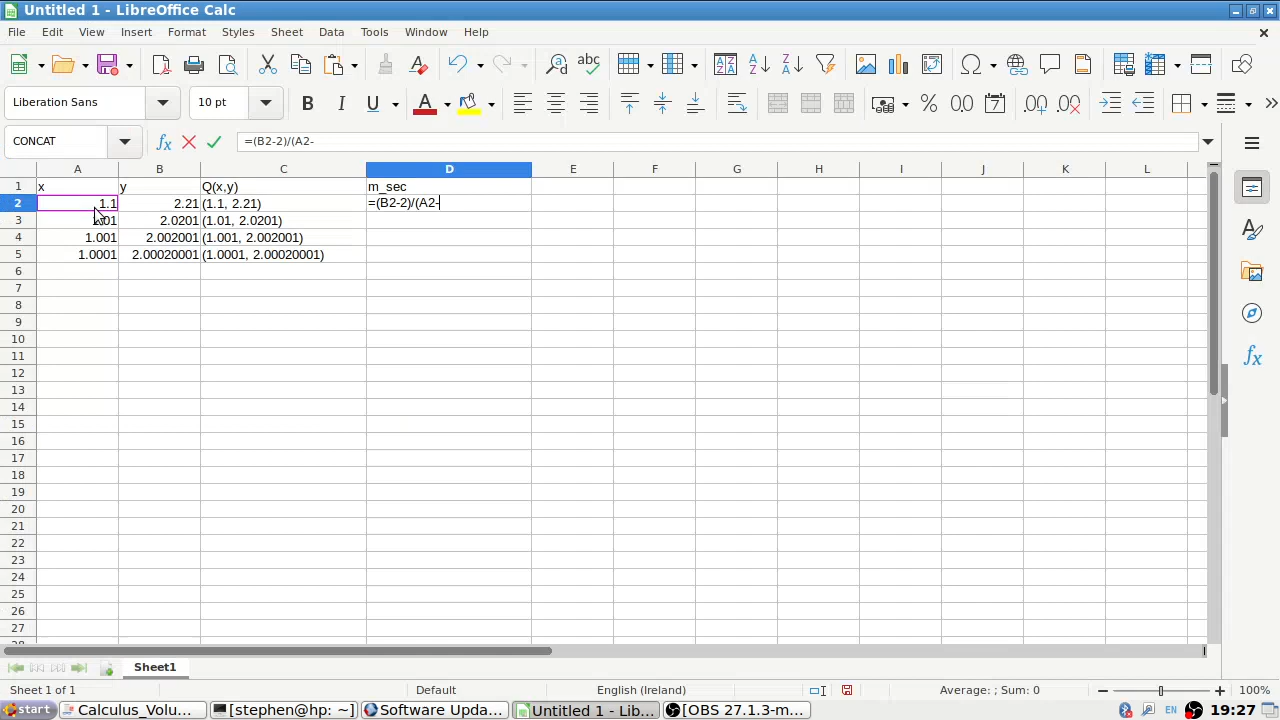 Untitled 1 - LibreOffice Calc
File Edit View Insert Format Styles Sheet Data Tools Window Help
Liberation Sans 10 pt
CONCAT =(B2-2)/(A2-
A B C D E F G H I J K L
1 x y Q(x,y) m_sec
2 1.1 2.21 (1.1, 2.21) =(B2-2)/(A2-
3 1.01 2.0201 (1.01, 2.0201)
4 1.001 2.002001 (1.001, 2.002001)
5 1.0001 2.00020001 (1.0001, 2.00020001)
6
7
8
9
10
11
12
13
14
15
16
17
18
19
20
21
22
23
24
25
26
27
28
Sheet1
Sheet 1 of 1 Default English (Ireland) Average: ; Sum: 0 100%
start Calculus_Volu... [stephen@hp: ~] Software Upda... Untitled 1 - Lib... [OBS 27.1.3-m... EN 19:27